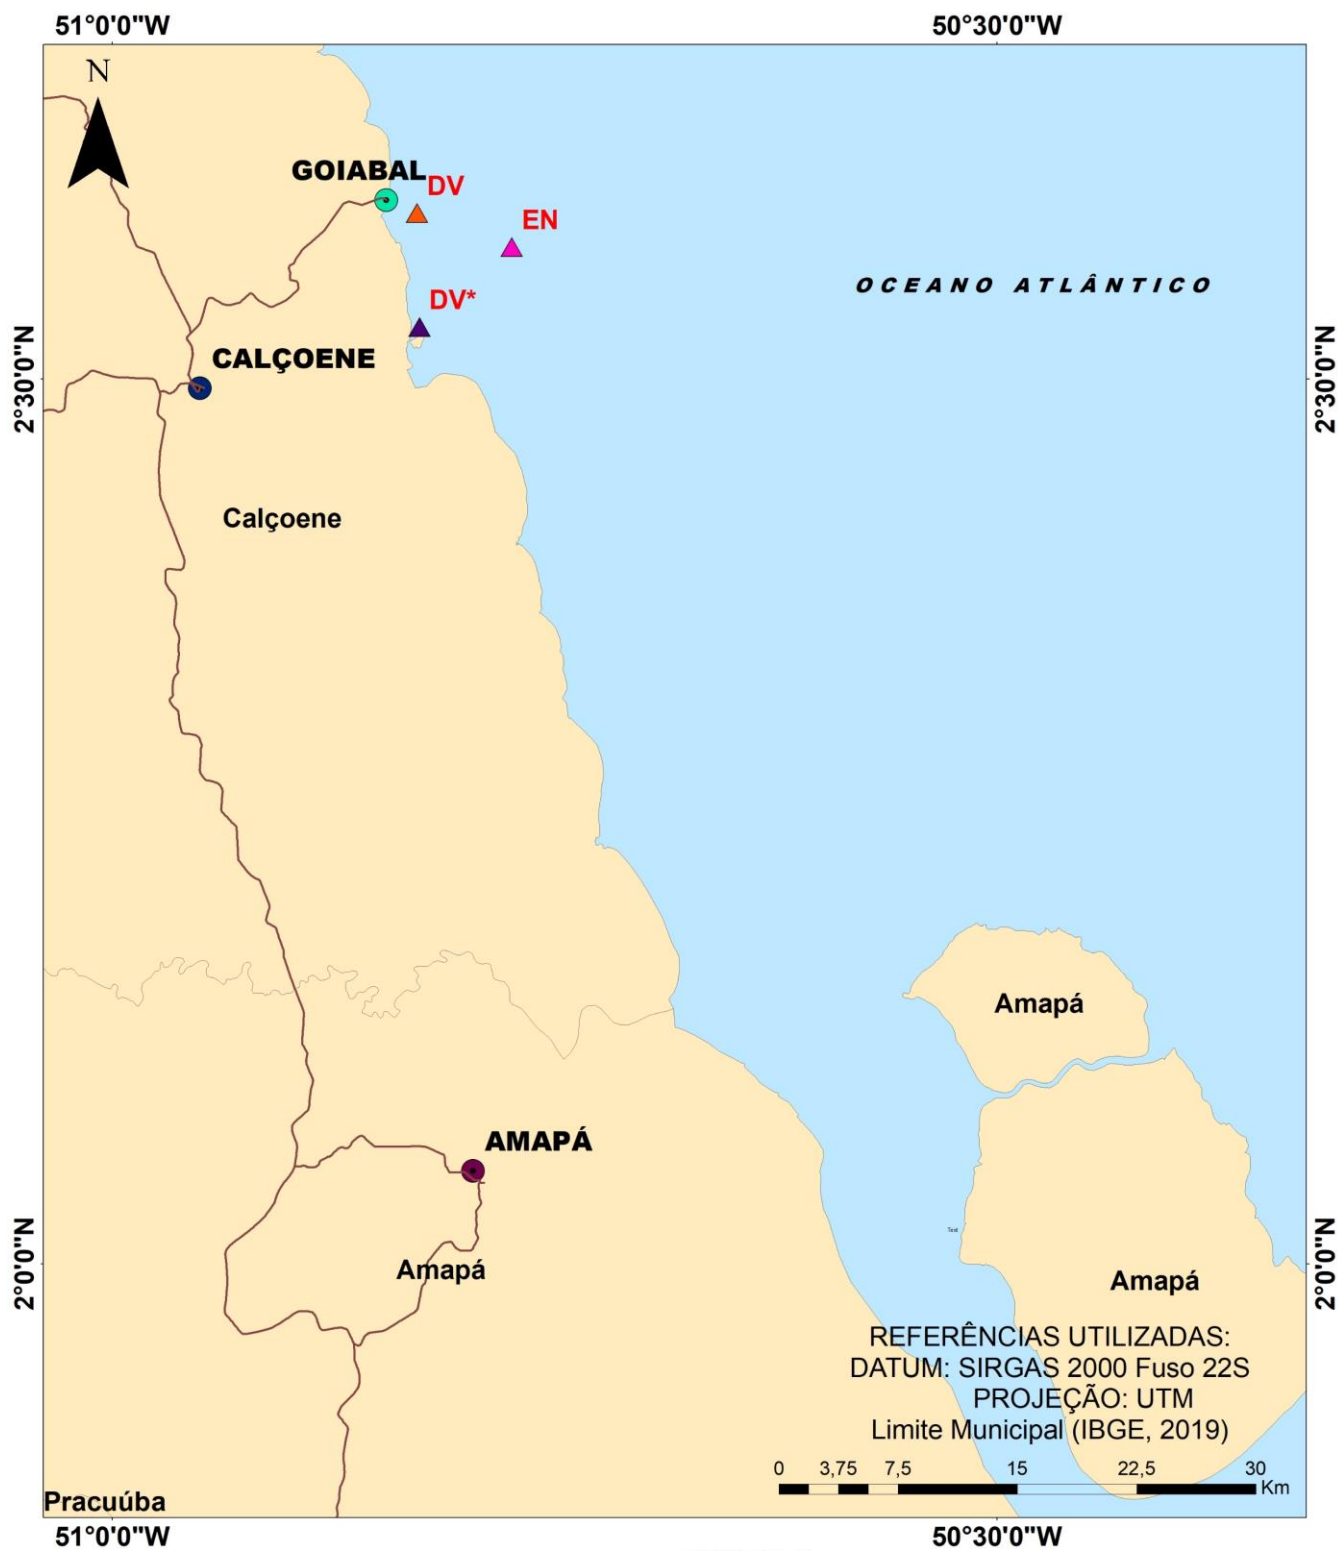 51°0'0"W
50°30'0"W
N
GOIABAL
DV
EN
OCEANO ATLÂNTICO
DV*
CALÇOENE
2°30'0"N
2°30'0"N
Calçoene
Amapá
AMAPÁ
Text
2°0'0"N
2°0'0"N
Amapá
Amapá
REFERÊNCIAS UTILIZADAS:
DATUM: SIRGAS 2000 Fuso 22S
PROJEÇÃO: UTM
Limite Municipal (IBGE, 2019)
0 3,75 7,5 15 22,5 30
Km
Pracuúba
51°0'0"W
50°30'0"W